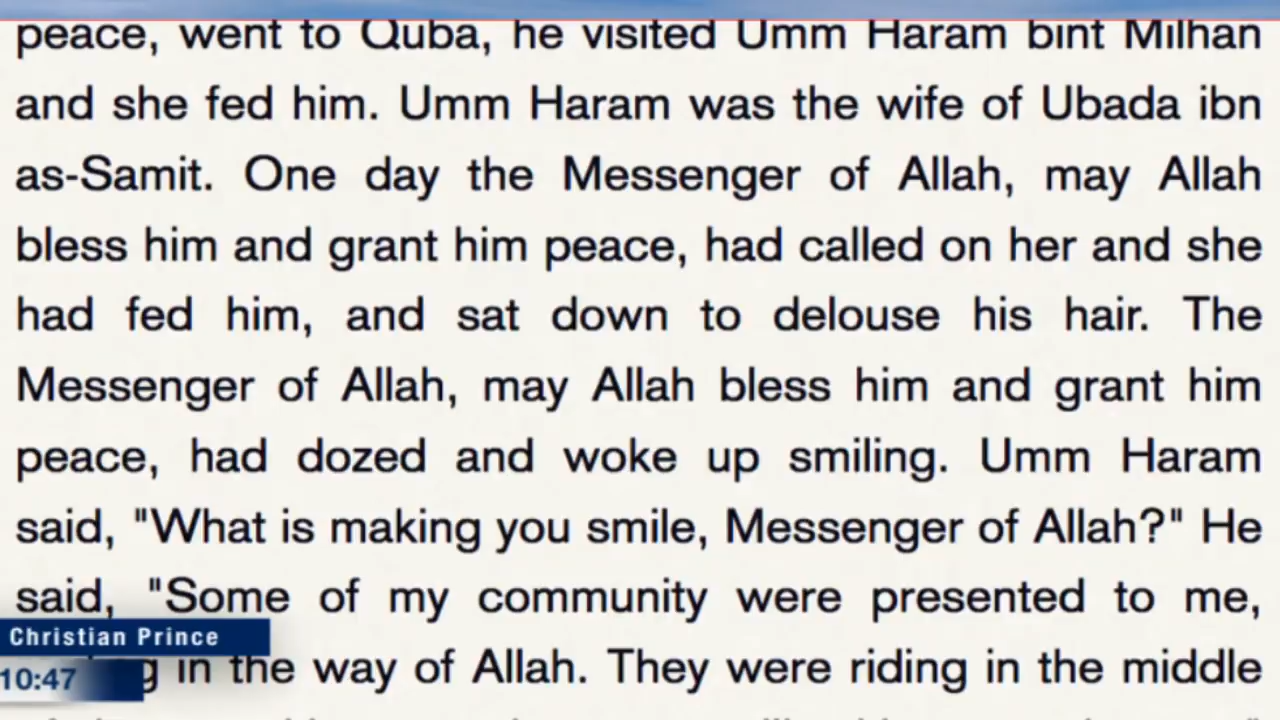 peace, went to Quba, he visited Umm Haram bint Milhan
and she fed him. Umm Haram was the wife of Ubada ibn
as-Samit. One day the Messenger of Allah, may Allah
bless him and grant him peace, had called on her and she
had fed him, and sat down to delouse his hair. The
Messenger of Allah, may Allah bless him and grant him
peace, had dozed and woke up smiling. Umm Haram
said, "What is making you smile, Messenger of Allah?" He
said, "Some of my community were presented to me,
Christian Prince
in the way of Allah. They were riding in the middle
10:47